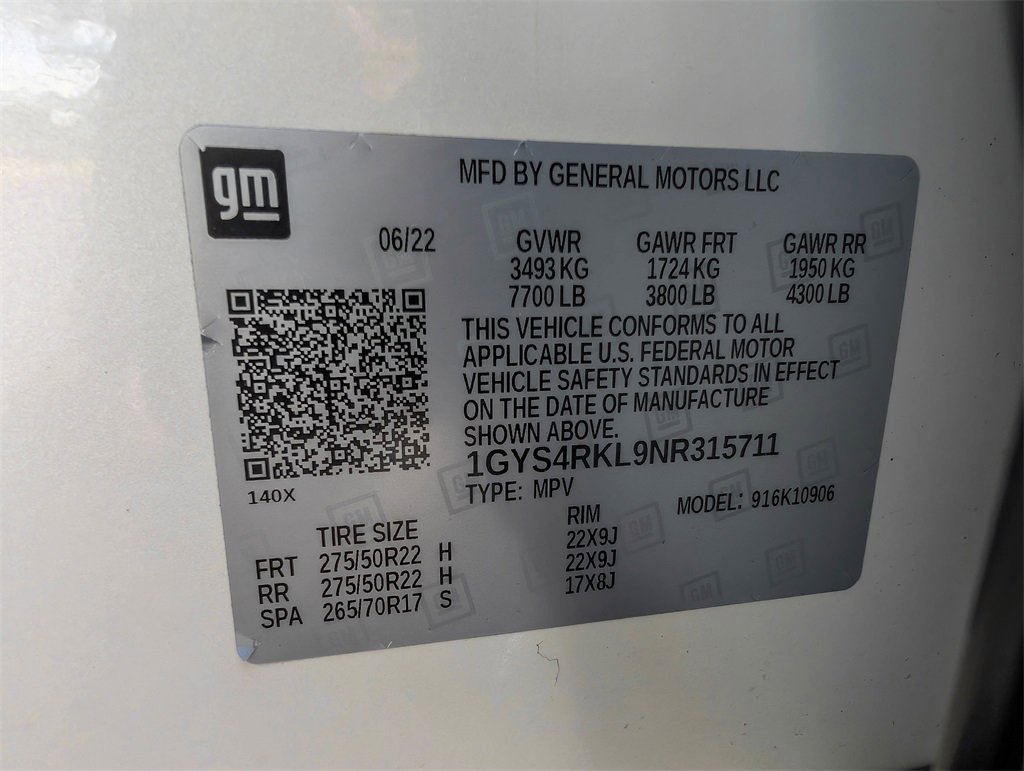 gm
MFD BY GENERAL MOTORS LLC
06/22 GVWR GAWR FRT GAWR RR
3493 KG 1724 KG 1950 KG
7700 LB 3800 LB 4300 LB
THIS VEHICLE CONFORMS TO ALL
APPLICABLE U.S. FEDERAL MOTOR
VEHICLE SAFETY STANDARDS IN EFFECT
ON THE DATE OF MANUFACTURE
SHOWN ABOVE.
1GYS4RKL9NR315711
140X
TYPE: MPV MODEL: 916K10906
TIRE SIZE RIM
FRT 275/50R22 H 22X9J
RR 275/50R22 H 22X9J
SPA 265/70R17 S 17X8J